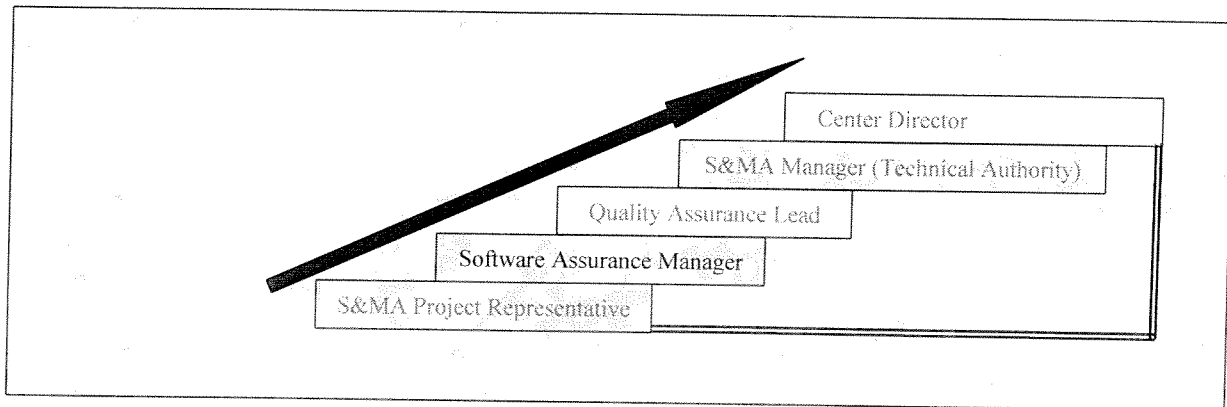 Center Director
S&MA Manager (Technical Authority)
Quality Assurance Lead
Software Assurance Manager
S&MA Project Representative